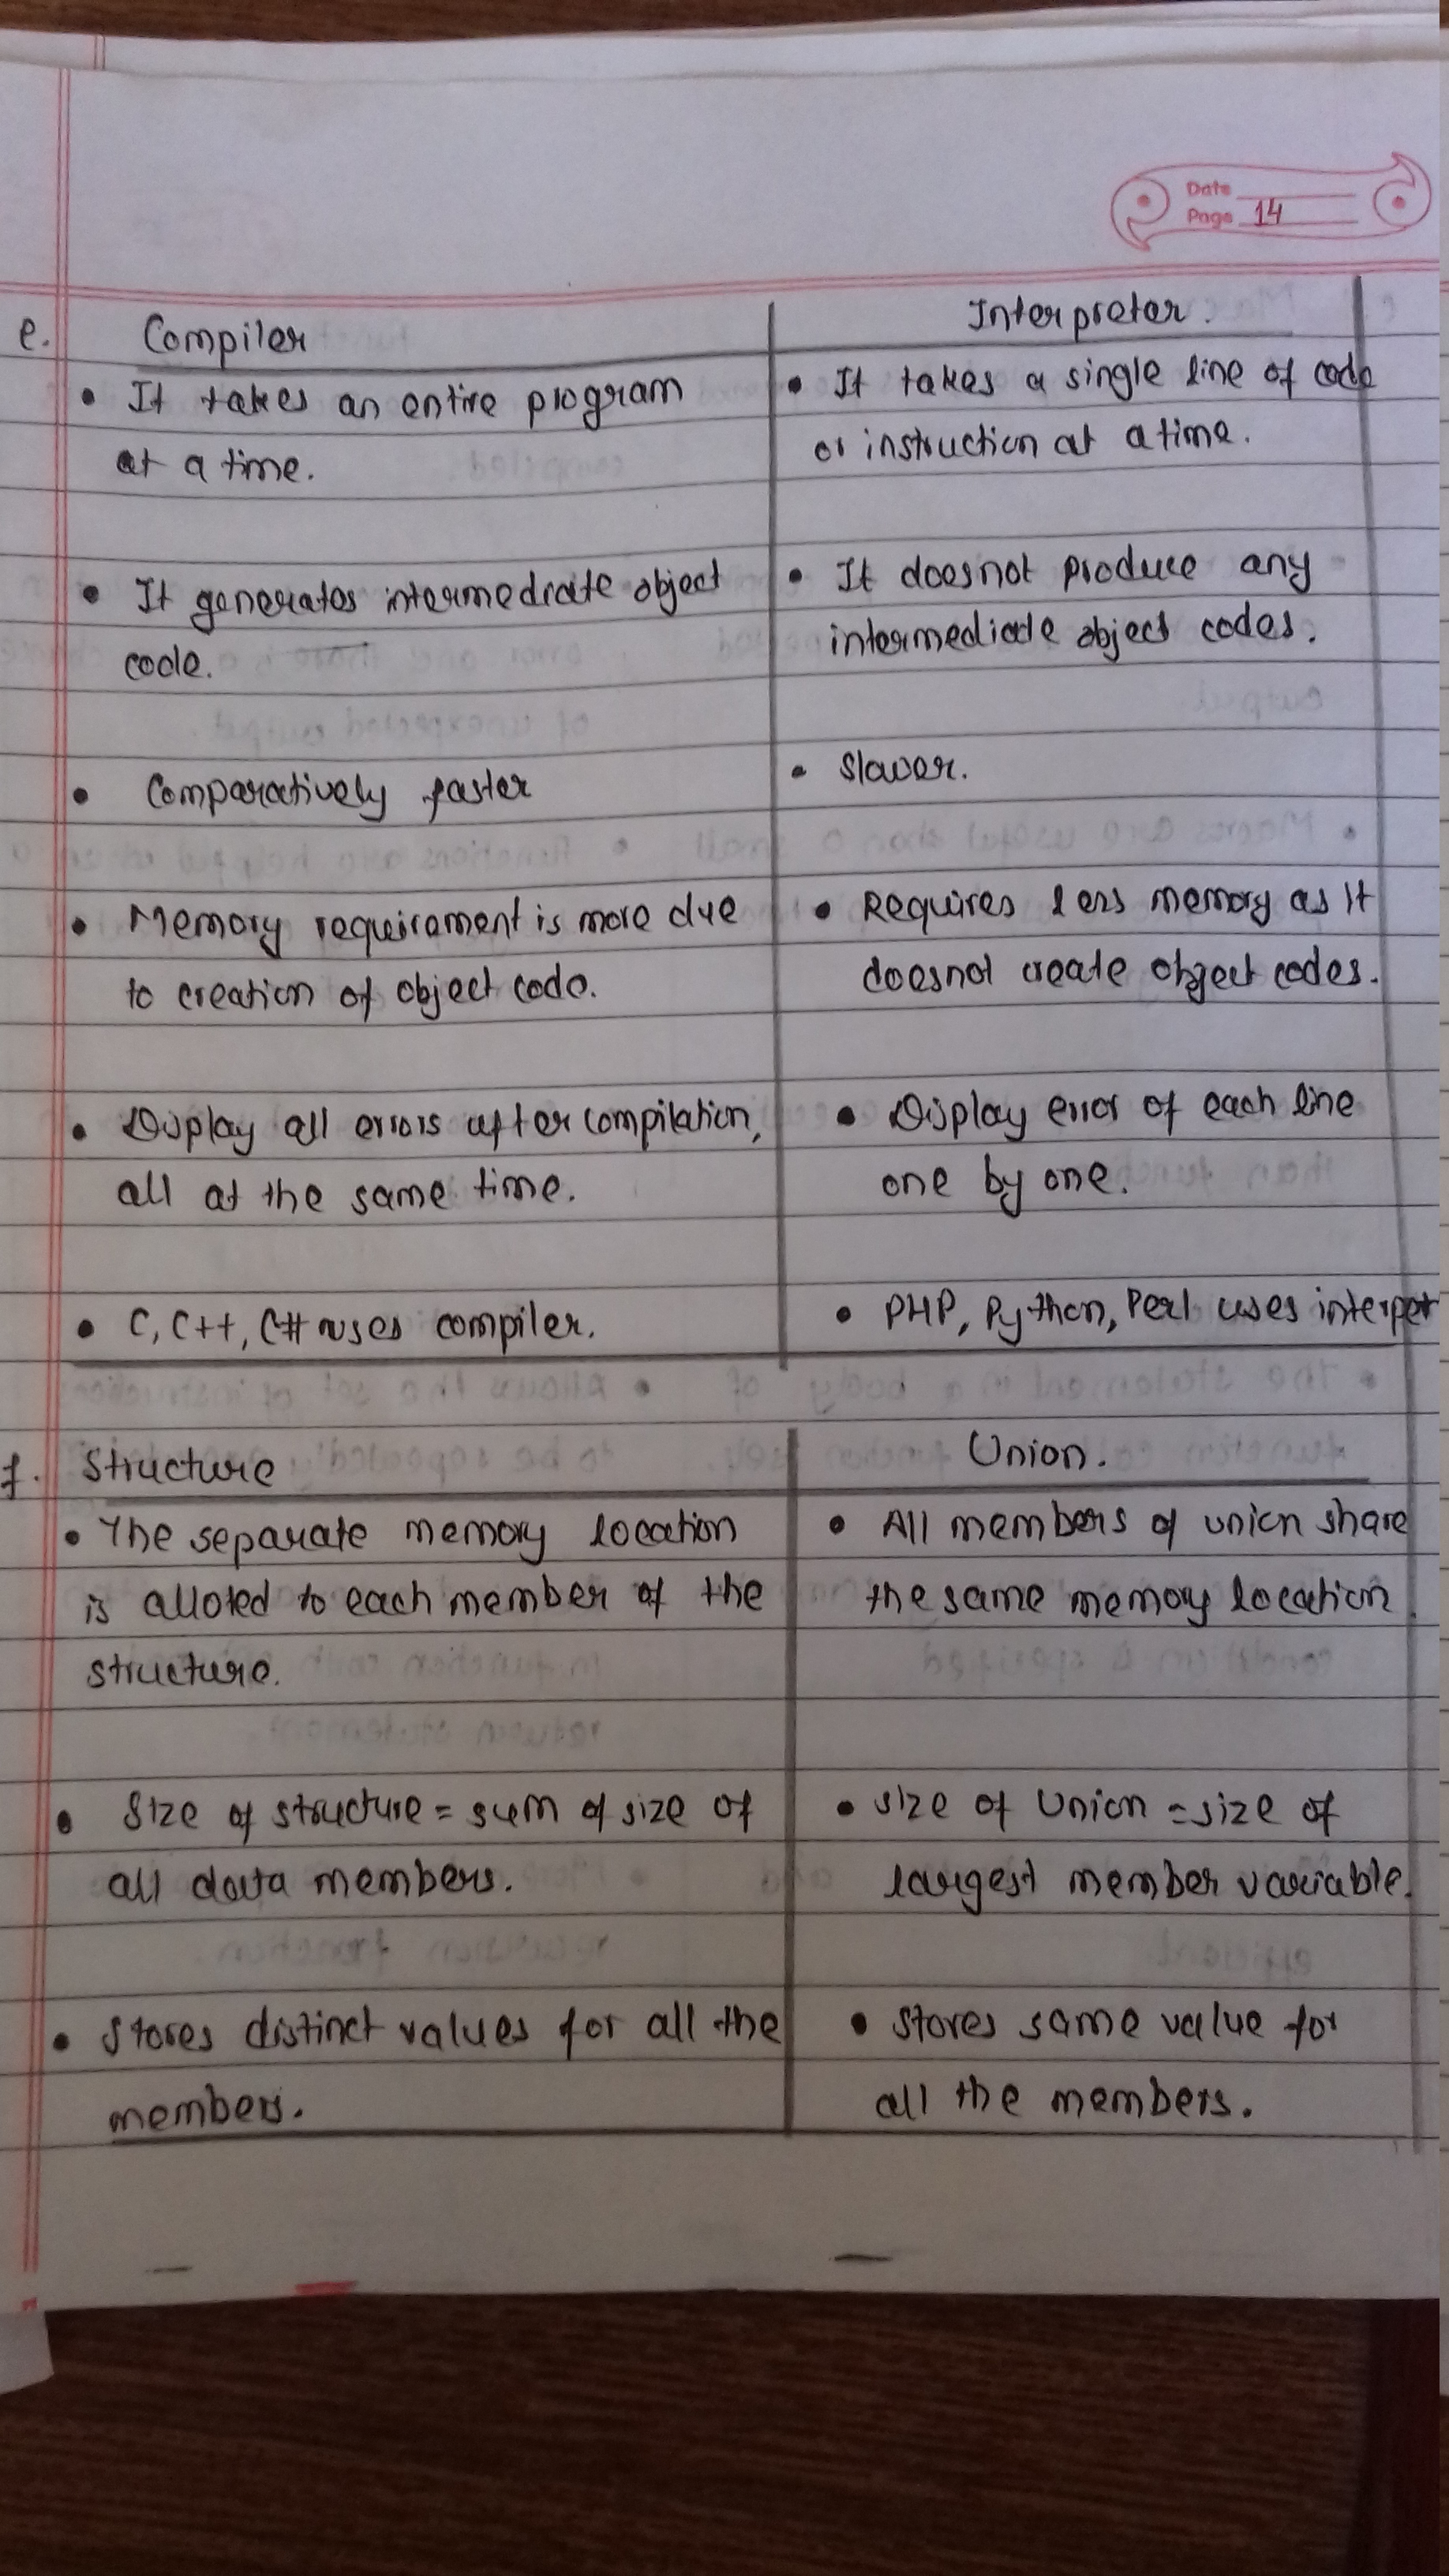 Date
Page 14
e. Compiler
Interpreter.
• It takes an entire program
at a time.
• It takes a single line of code
or instruction at a time.
• It generates intermediate object
code.
• It doesnot produce any
intermediate object codes.
• Comparatively faster
• Slower.
• Memory requirement is more due
to creation of object code.
• Requires less memory as it
doesnot create object codes.
• Display all errors after compilation,
all at the same time.
• Display error of each line
one by one.
• C, C++, C# uses compiler.
• PHP, Python, Perl uses interpet
f. Structure
Union.
• The separate memory location
is alloted to each member of the
structure.
• All members of union share
the same memory location.
• Size of structure = sum of size of
all data members.
• Size of Union = size of
largest member variable.
• Stores distinct values for all the
members.
• Stores same value for
all the members.